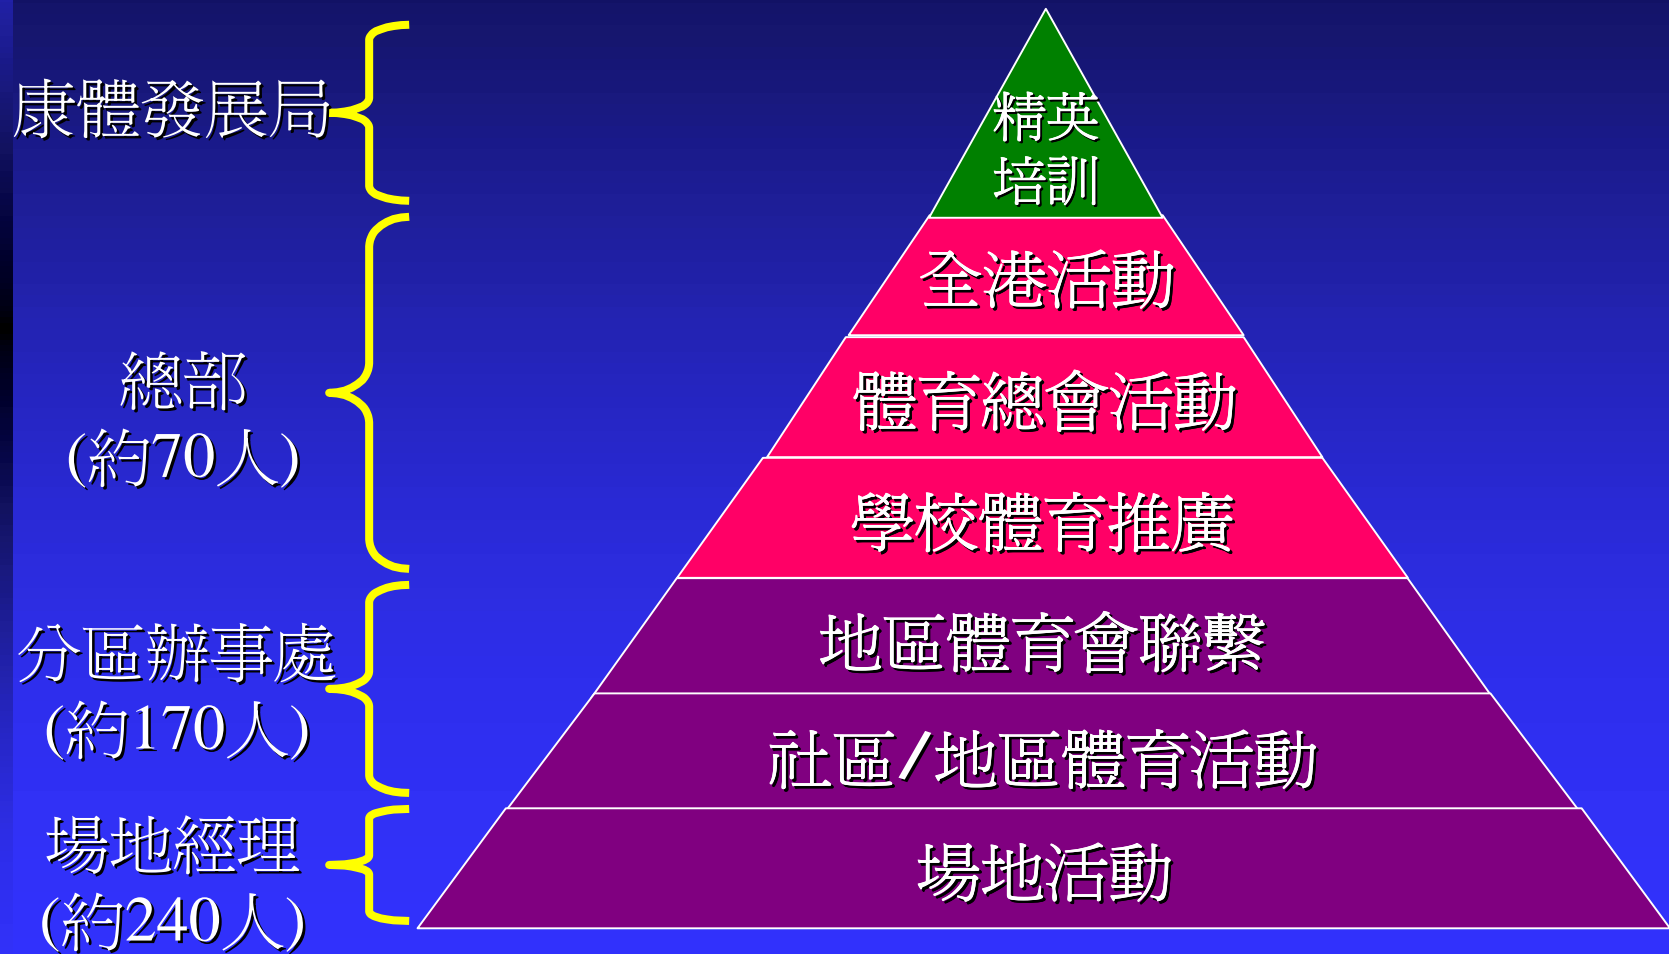 康體發展局
精英
培訓
全港活動
總部
(約70人)
體育總會活動
學校體育推廣
分區辦事處
(約170人)
地區體育會聯繫
社區/地區體育活動
場地經理
(約240人)
場地活動